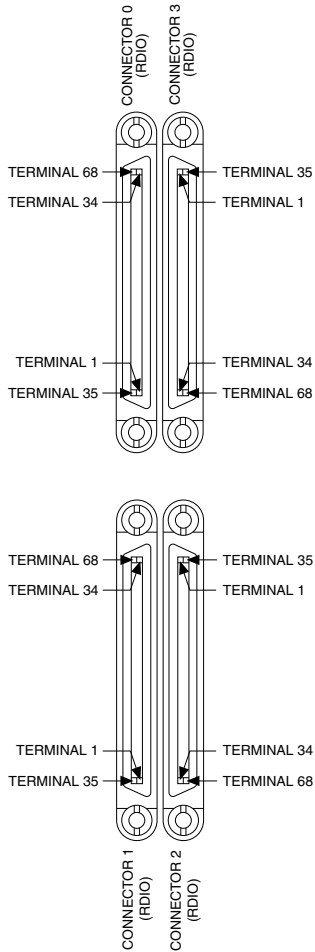 CONNECTOR 0
(RDIO)
CONNECTOR 3
(RDIO)
TERMINAL 68
TERMINAL 34
TERMINAL 35
TERMINAL 1
TERMINAL 1
TERMINAL 35
TERMINAL 34
TERMINAL 68
TERMINAL 68
TERMINAL 34
TERMINAL 35
TERMINAL 1
TERMINAL 1
TERMINAL 35
TERMINAL 34
TERMINAL 68
CONNECTOR 1
(RDIO)
CONNECTOR 2
(RDIO)